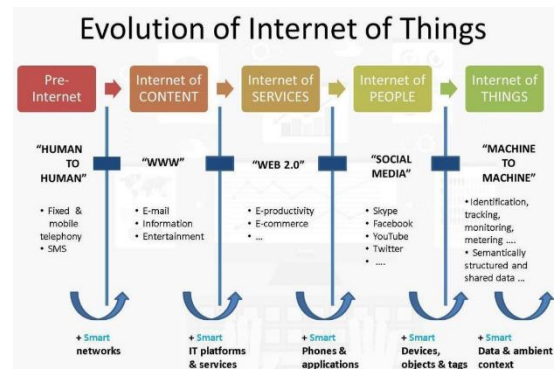 Evolution of Internet of Things
Pre-
Internet
Internet of
CONTENT
Internet of
SERVICES
Internet of
PEOPLE
Internet of
THINGS
“HUMAN
TO
HUMAN”
• Fixed &
mobile
telephony
• SMS
“WWW”
• E-mail
• Information
• Entertainment
“WEB 2.0”
• E-productivity
• E-commerce
• ...
“SOCIAL
MEDIA”
• Skype
• Facebook
• YouTube
• Twitter
• ....
“MACHINE
TO
MACHINE”
• Identification,
tracking,
monitoring,
metering ....
• Semantically
structured and
shared data ...
+ Smart
networks
+ Smart
IT platforms
& services
+ Smart
Phones &
applications
+ Smart
Devices,
objects & tags
+ Smart
Data & ambient
context